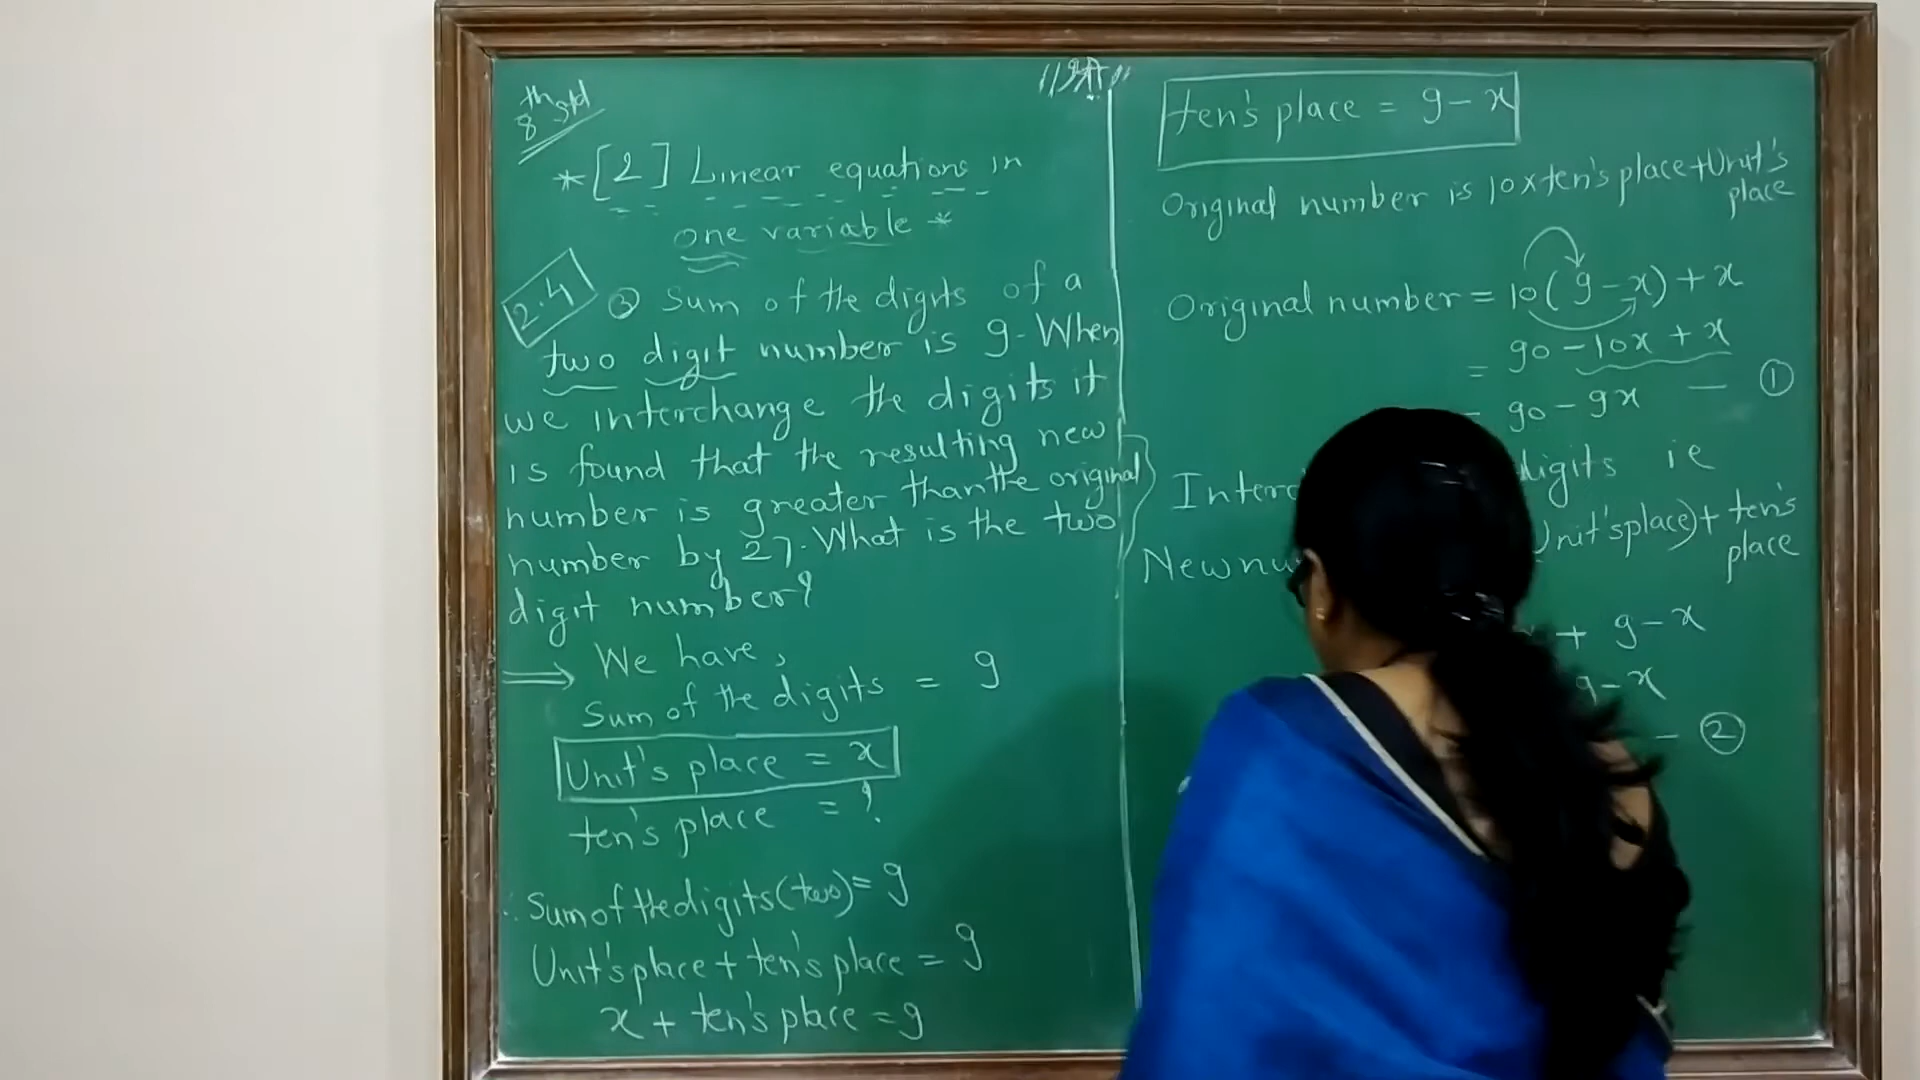 8th std
*[2] Linear equations in
one variable *
2.4
③ Sum of the digits of a
two digit number is 9. When
we interchange the digits it
is found that the resulting new
number is greater than the original
number by 27. What is the two
digit number?
⇒ We have,
Sum of the digits = 9
Unit's place = x
ten's place = ?
∴ Sum of the digits (two) = 9
Unit's place + ten's place = 9
x + ten's place = 9
ten's place = 9 - x
Original number is 10 x ten's place + Unit's
place
Original number = 10(9 - x) + x
= 90 - 10x + x
= 90 - 9x — ①
digits ie
Unit's place) + ten's
place
+ 9 - x
9 - x
- ②